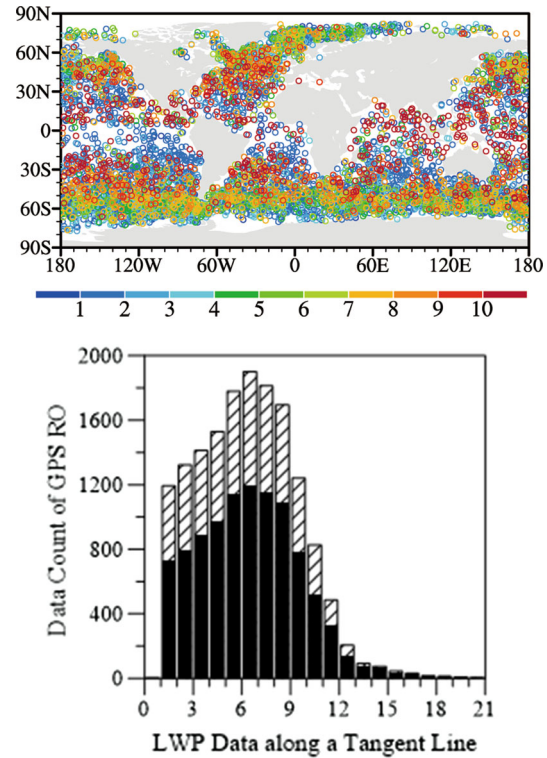 90N
60N
30N
0
30S
60S
90S
180 120W 60W 0 60E 120E 180
1 2 3 4 5 6 7 8 9 10
2000
1600
1200
800
400
0
Data Count of GPS RO
0 3 6 9 12 15 18 21
LWP Data along a Tangent Line